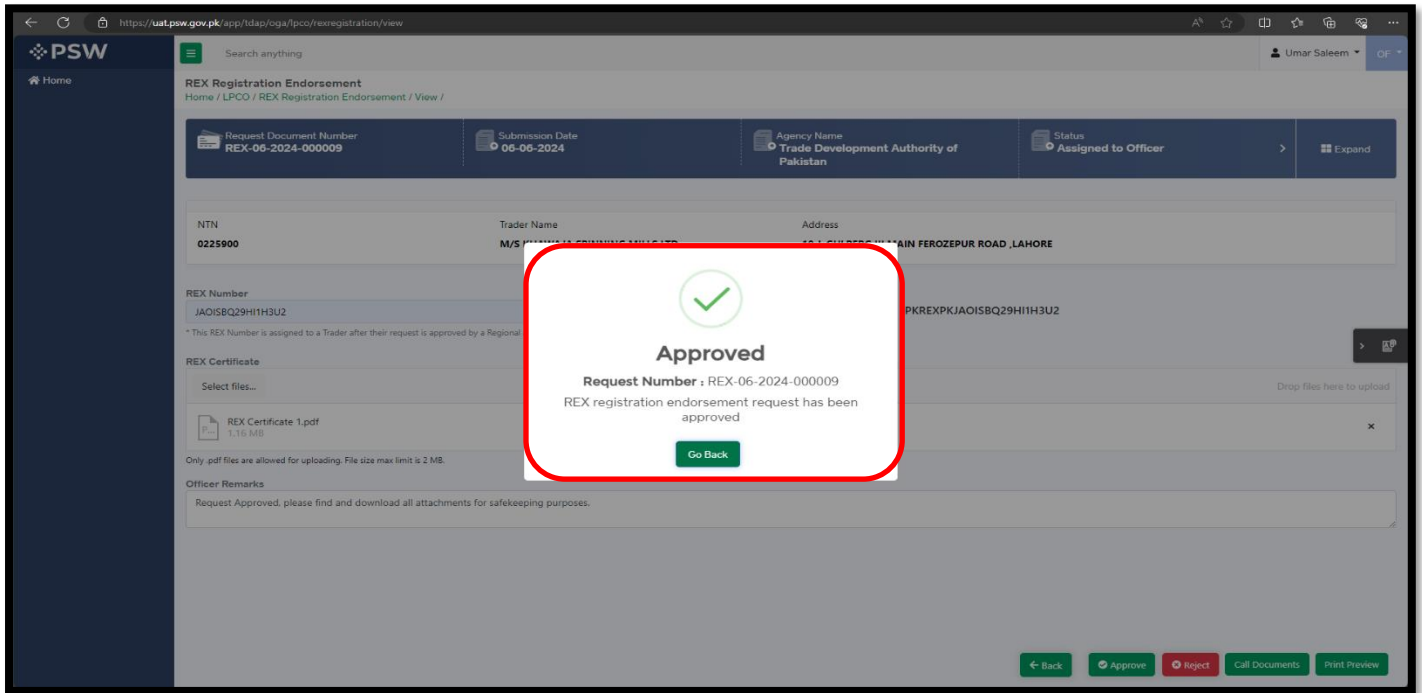 https://uat.psw.gov.pk/app/tdap/oga/lpco/rexregistration/view
PSW
Search anything
Umar Saleem
OF
Home
REX Registration Endorsement
Home / LPCO / REX Registration Endorsement / View /
Request Document Number
REX-06-2024-000009
Submission Date
06-06-2024
Agency Name
Trade Development Authority of
Pakistan
Status
Assigned to Officer
Expand
NTN
Trader Name
Address
0225900
M/S
MAIN FEROZEPUR ROAD ,LAHORE
REX Number
JAOISBQ29HI1H3U2
PKREXPKJAOISBQ29HI1H3U2
* This REX Number is assigned to a Trader after their request is approved by a Regional
REX Certificate
Select files...
Drop files here to upload
P...
REX Certificate 1.pdf
1.16 MB
Only .pdf files are allowed for uploading. File size max limit is 2 MB.
Officer Remarks
Request Approved, please find and download all attachments for safekeeping purposes.
Approved
Request Number : REX-06-2024-000009
REX registration endorsement request has been
approved
Go Back
Back
Approve
Reject
Call Documents
Print Preview